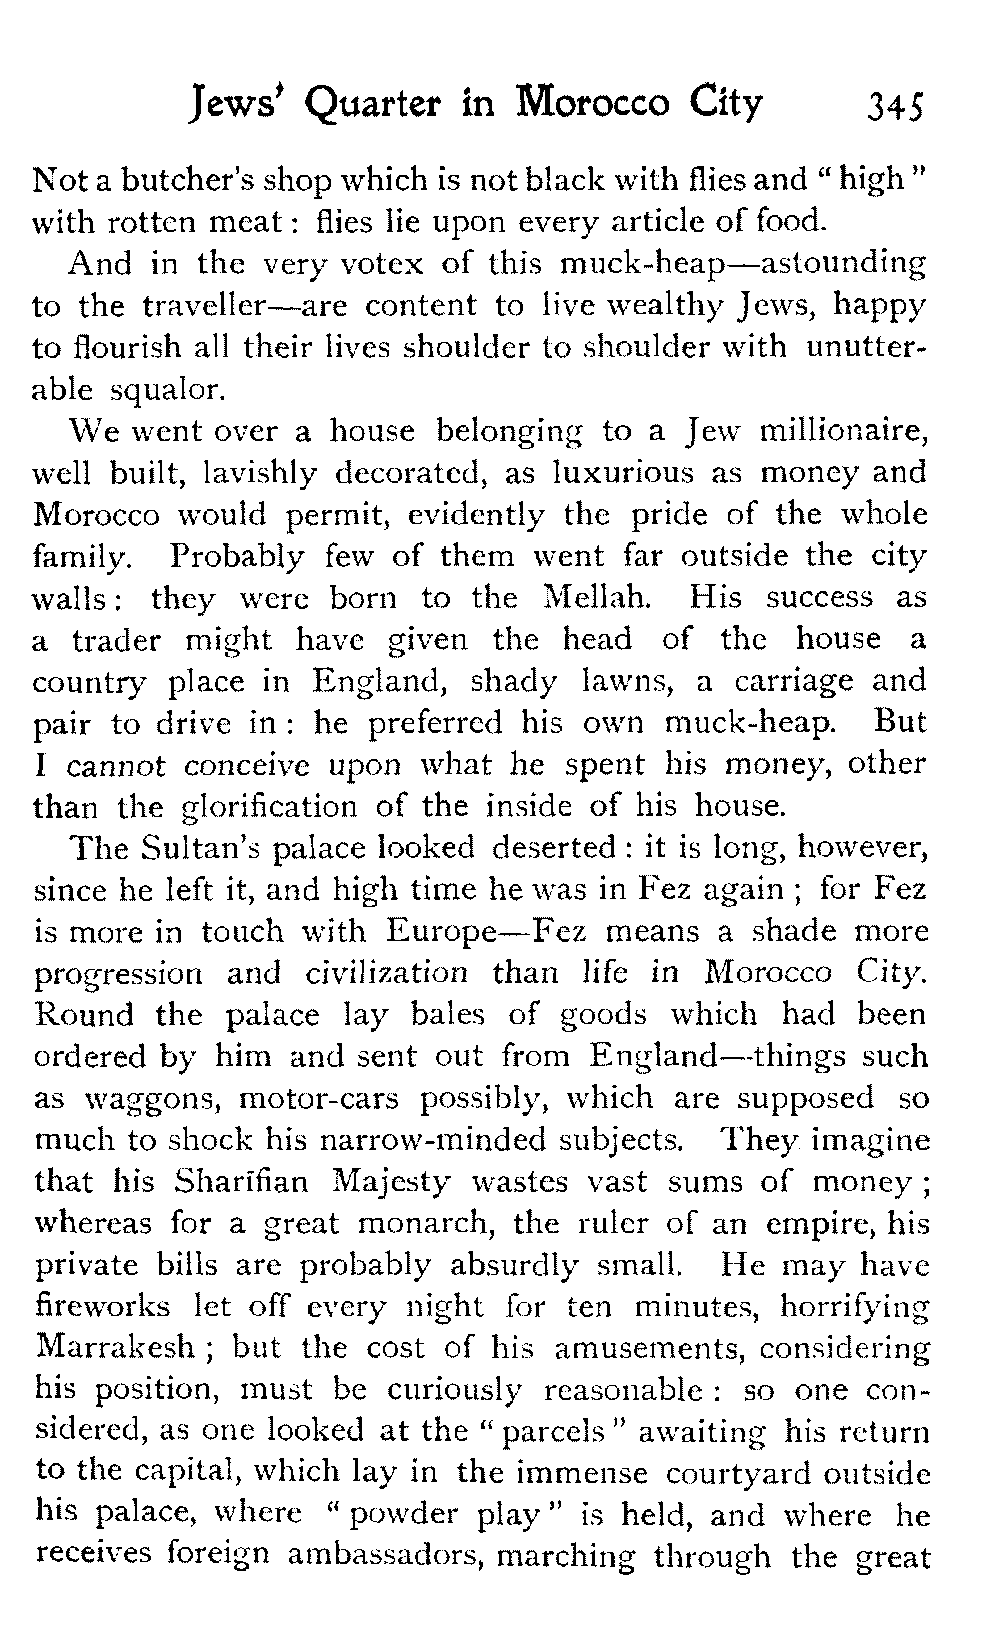 Jews' Quarter in Morocco City 345
Not a butcher's shop which is not black with flies and “ high ”
with rotten meat : flies lie upon every article of food.
And in the very votex of this muck-heap—astounding
to the traveller—are content to live wealthy Jews, happy
to flourish all their lives shoulder to shoulder with unutter-
able squalor.
We went over a house belonging to a Jew millionaire,
well built, lavishly decorated, as luxurious as money and
Morocco would permit, evidently the pride of the whole
family. Probably few of them went far outside the city
walls : they were born to the Mellah. His success as
a trader might have given the head of the house a
country place in England, shady lawns, a carriage and
pair to drive in : he preferred his own muck-heap. But
I cannot conceive upon what he spent his money, other
than the glorification of the inside of his house.
The Sultan's palace looked deserted : it is long, however,
since he left it, and high time he was in Fez again ; for Fez
is more in touch with Europe—Fez means a shade more
progression and civilization than life in Morocco City.
Round the palace lay bales of goods which had been
ordered by him and sent out from England—things such
as waggons, motor-cars possibly, which are supposed so
much to shock his narrow-minded subjects. They imagine
that his Sharīfian Majesty wastes vast sums of money ;
whereas for a great monarch, the ruler of an empire, his
private bills are probably absurdly small. He may have
fireworks let off every night for ten minutes, horrifying
Marrakesh ; but the cost of his amusements, considering
his position, must be curiously reasonable : so one con-
sidered, as one looked at the “ parcels ” awaiting his return
to the capital, which lay in the immense courtyard outside
his palace, where “ powder play ” is held, and where he
receives foreign ambassadors, marching through the great